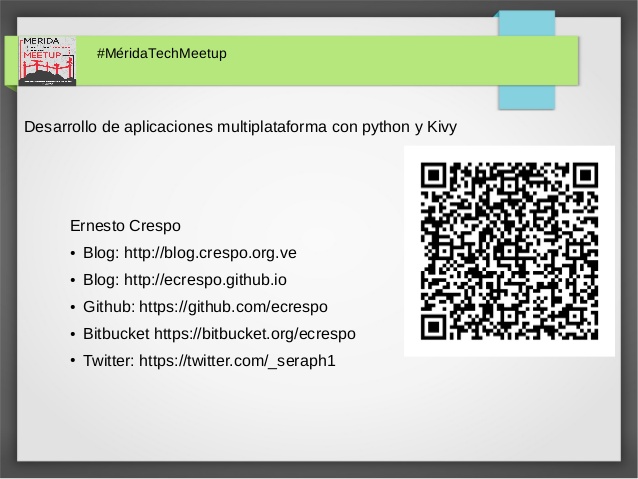 MERIDA
MEETUP
#MéridaTechMeetup
Desarrollo de aplicaciones multiplataforma con python y Kivy
Ernesto Crespo
● Blog: http://blog.crespo.org.ve
● Blog: http://ecrespo.github.io
● Github: https://github.com/ecrespo
● Bitbucket https://bitbucket.org/ecrespo
● Twitter: https://twitter.com/_seraph1